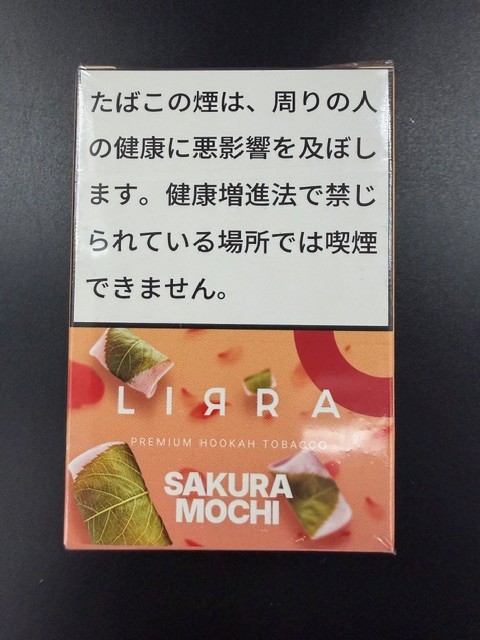 たばこの煙は、周りの人
の健康に悪影響を及ぼし
ます。健康増進法で禁じ
られている場所では喫煙
できません。
LIЯRA
PREMIUM HOOKAH TOBACCO
SAKURA
MOCHI